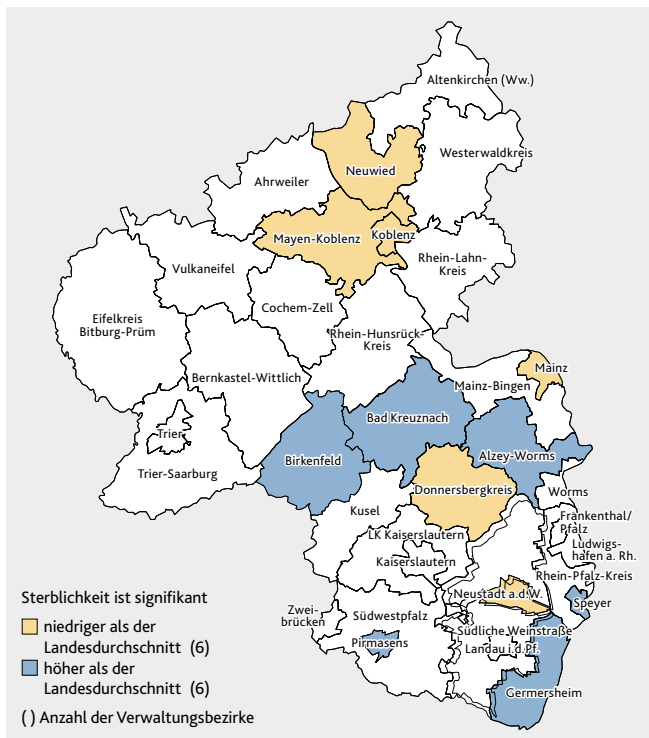 Altenkirchen (Ww.)
Westerwaldkreis
Neuwied
Ahrweiler
Mayen-Koblenz
Koblenz
Rhein-Lahn-
Kreis
Vulkaneifel
Cochem-Zell
Eifelkreis
Bitburg-Prüm
Rhein-Hunsrück-
Kreis
Bernkastel-Wittlich
Mainz
Mainz-Bingen
Bad Kreuznach
Trier
Trier-Saarburg
Birkenfeld
Alzey-Worms
Donnersbergkreis
Worms
Kusel
Frankenthal/
Pfalz
LK Kaiserslautern
Ludwigs-
hafen a. Rh.
Kaiserslautern
Rhein-Pfalz-Kreis
Neustadt a.d.W.
Speyer
Zwei-
brücken
Südwestpfalz
Pirmasens
Südliche Weinstraße
Landau i.d.Pf.
Germersheim
Sterblichkeit ist signifikant
niedriger als der
Landesdurchschnitt (6)
höher als der
Landesdurchschnitt (6)
( ) Anzahl der Verwaltungsbezirke